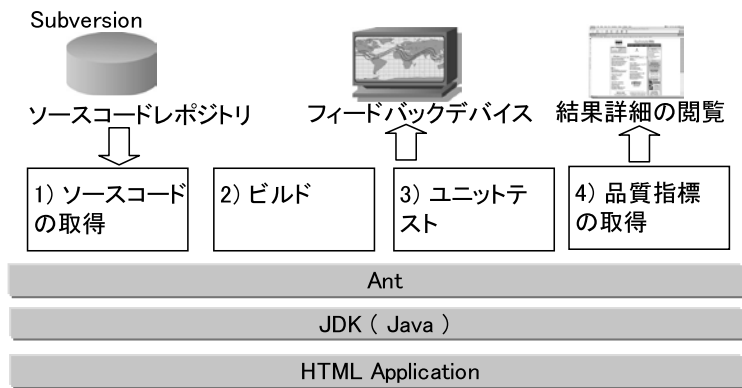 Subversion
ソースコードレポジトリ
フィードバックデバイス
結果詳細の閲覧
1) ソースコード
の取得
2) ビルド
3) ユニットテ
スト
4) 品質指標
の取得
Ant
JDK ( Java )
HTML Application